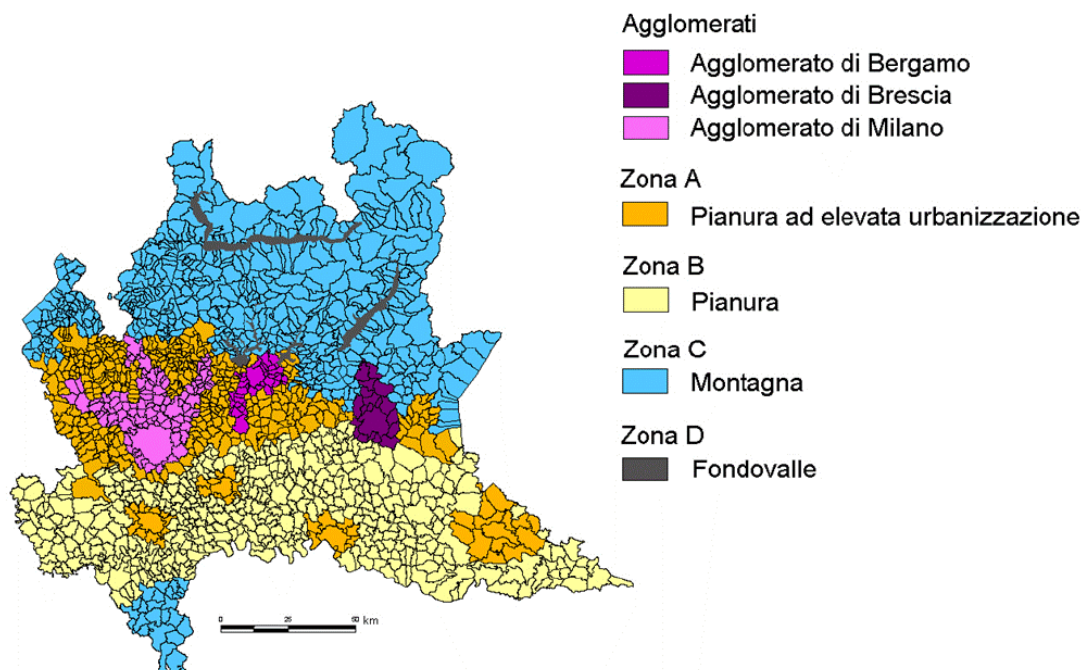 Agglomerati
Agglomerato di Bergamo
Agglomerato di Brescia
Agglomerato di Milano
Zona A
Pianura ad elevata urbanizzazione
Zona B
Pianura
Zona C
Montagna
Zona D
Fondovalle
0 25 50 km